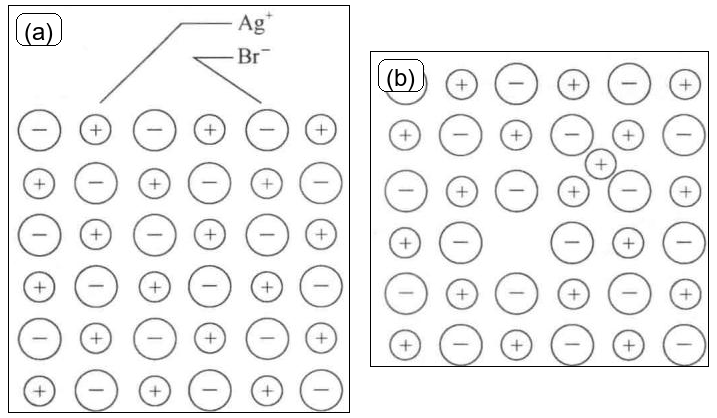 (a)
Ag⁺
Br⁻
− + − + − +
+ − + − + −
− + − + − +
+ − + − + −
− + − + − +
+ − + − + −
(b)
+ − + − +
+ − + − + −
+
− + − + − +
+ − − + −
− + − + − +
+ − + − + −